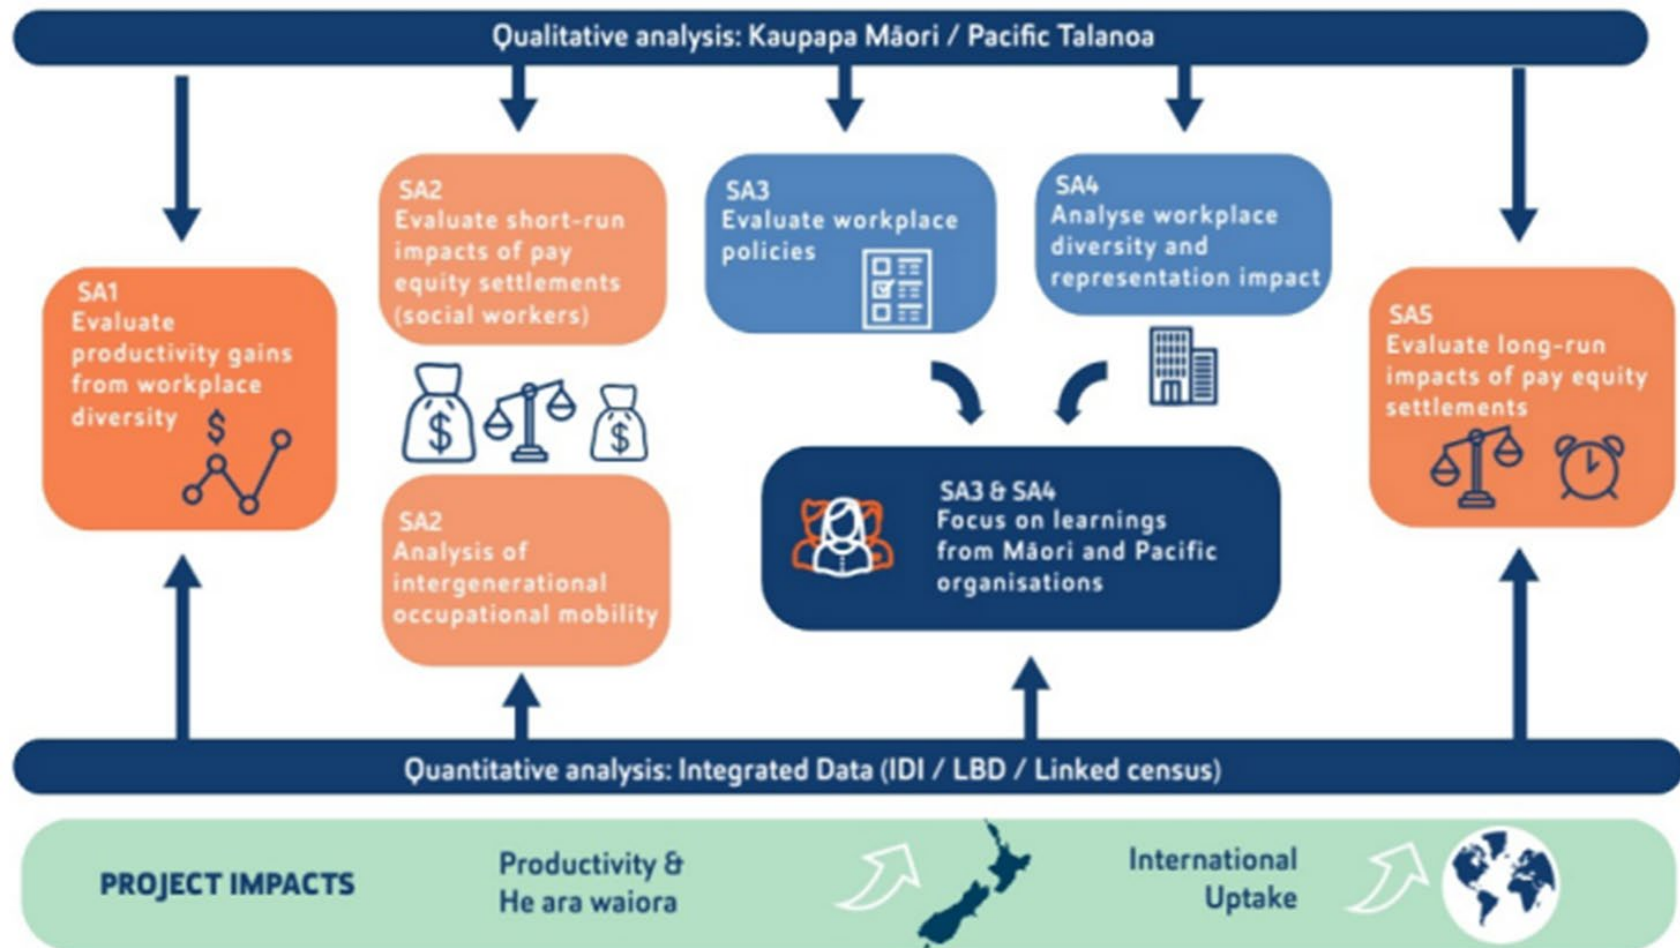 Qualitative analysis: Kaupapa Māori / Pacific Talanoa
SA1
Evaluate
productivity gains
from workplace
diversity
$
SA2
Evaluate short-run
impacts of pay
equity settlements
(social workers)
$
$
SA2
Analysis of
intergenerational
occupational mobility
SA3
Evaluate workplace
policies
SA4
Analyse workplace
diversity and
representation impact
SA3 & SA4
Focus on learnings
from Māori and Pacific
organisations
SA5
Evaluate long-run
impacts of pay equity
settlements
Quantitative analysis: Integrated Data (IDI / LBD / Linked census)
PROJECT IMPACTS
Productivity &
He ara waiora
International
Uptake